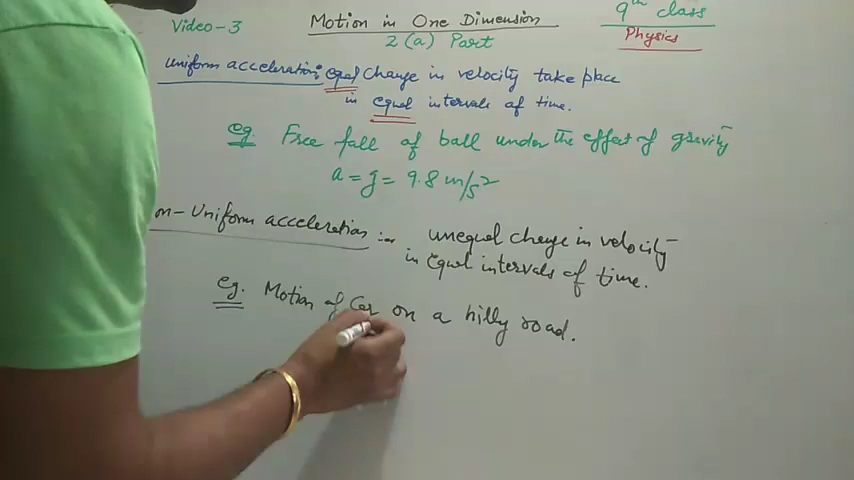 Video-3
Motion in One Dimension
2(a) Part
9th class
Physics
uniform acceleration: equal change in velocity take place
in equal intervals of time.
eg. Free fall of ball under the effect of gravity
a = g = 9.8 m/s²
on-Uniform acceleration :- unequal change in velocity
in equal intervals of time.
eg. Motion of Car on a hilly road.